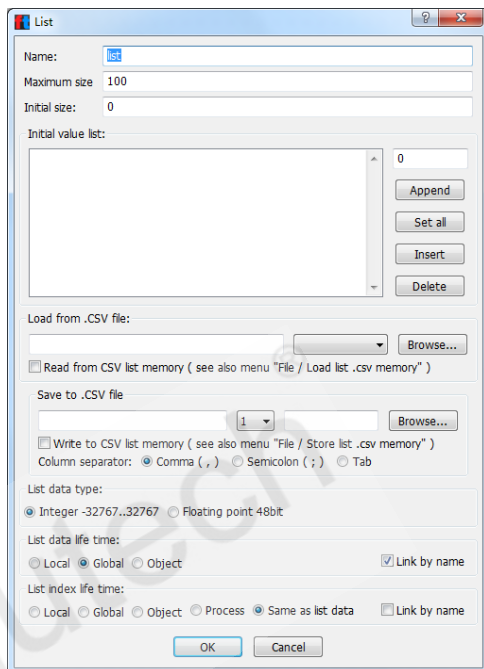 List
Name: list
Maximum size 100
Initial size: 0
Initial value list:
0
Append
Set all
Insert
Delete
Load from .CSV file:
Browse...
Read from CSV list memory ( see also menu "File / Load list .csv memory" )
Save to .CSV file
1 Browse...
Write to CSV list memory ( see also menu "File / Store list .csv memory" )
Column separator: Comma ( , ) Semicolon ( ; ) Tab
List data type:
Integer -32767..32767 Floating point 48bit
List data life time:
Local Global Object Link by name
List index life time:
Local Global Object Process Same as list data Link by name
OK Cancel
utech ®